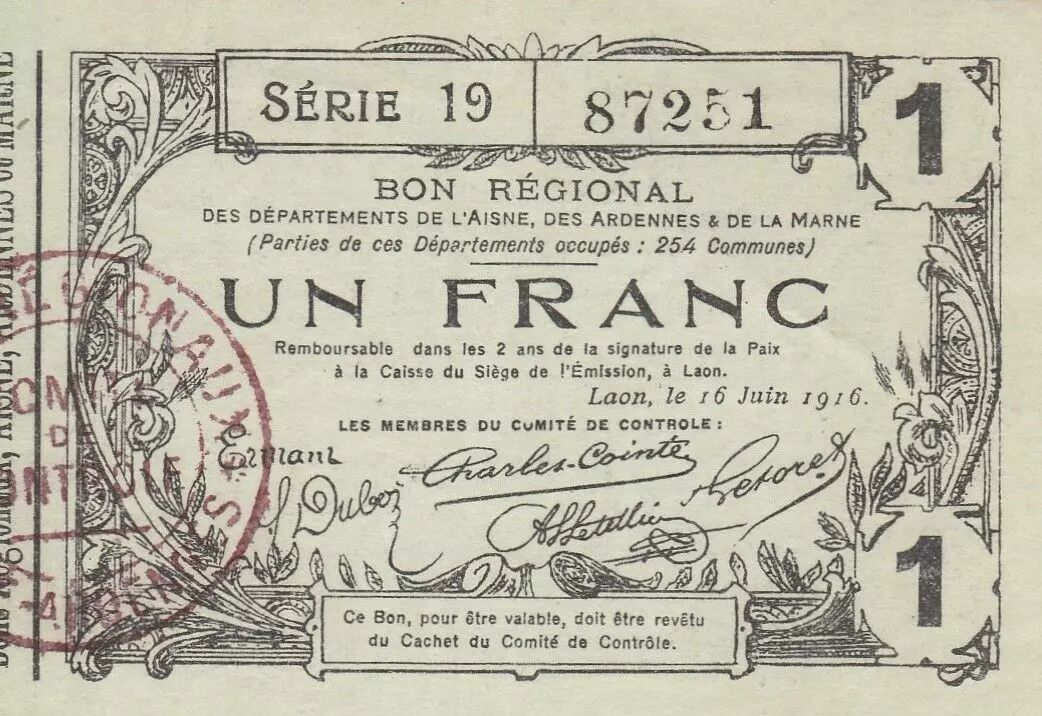 SÉRIE 19 87251
1
BON RÉGIONAL
DES DÉPARTEMENTS DE L'AISNE, DES ARDENNES & DE LA MARNE
(Parties de ces Départements occupés : 254 Communes)
UN FRANC
Remboursable dans les 2 ans de la signature de la Paix
à la Caisse du Siège de l'Émission, à Laon.
Laon, le 16 Juin 1916.
LES MEMBRES DU COMITÉ DE CONTROLE :
Ermant
Charles-Cointe
1
Ce Bon, pour être valable, doit être revêtu
du Cachet du Comité de Contrôle.